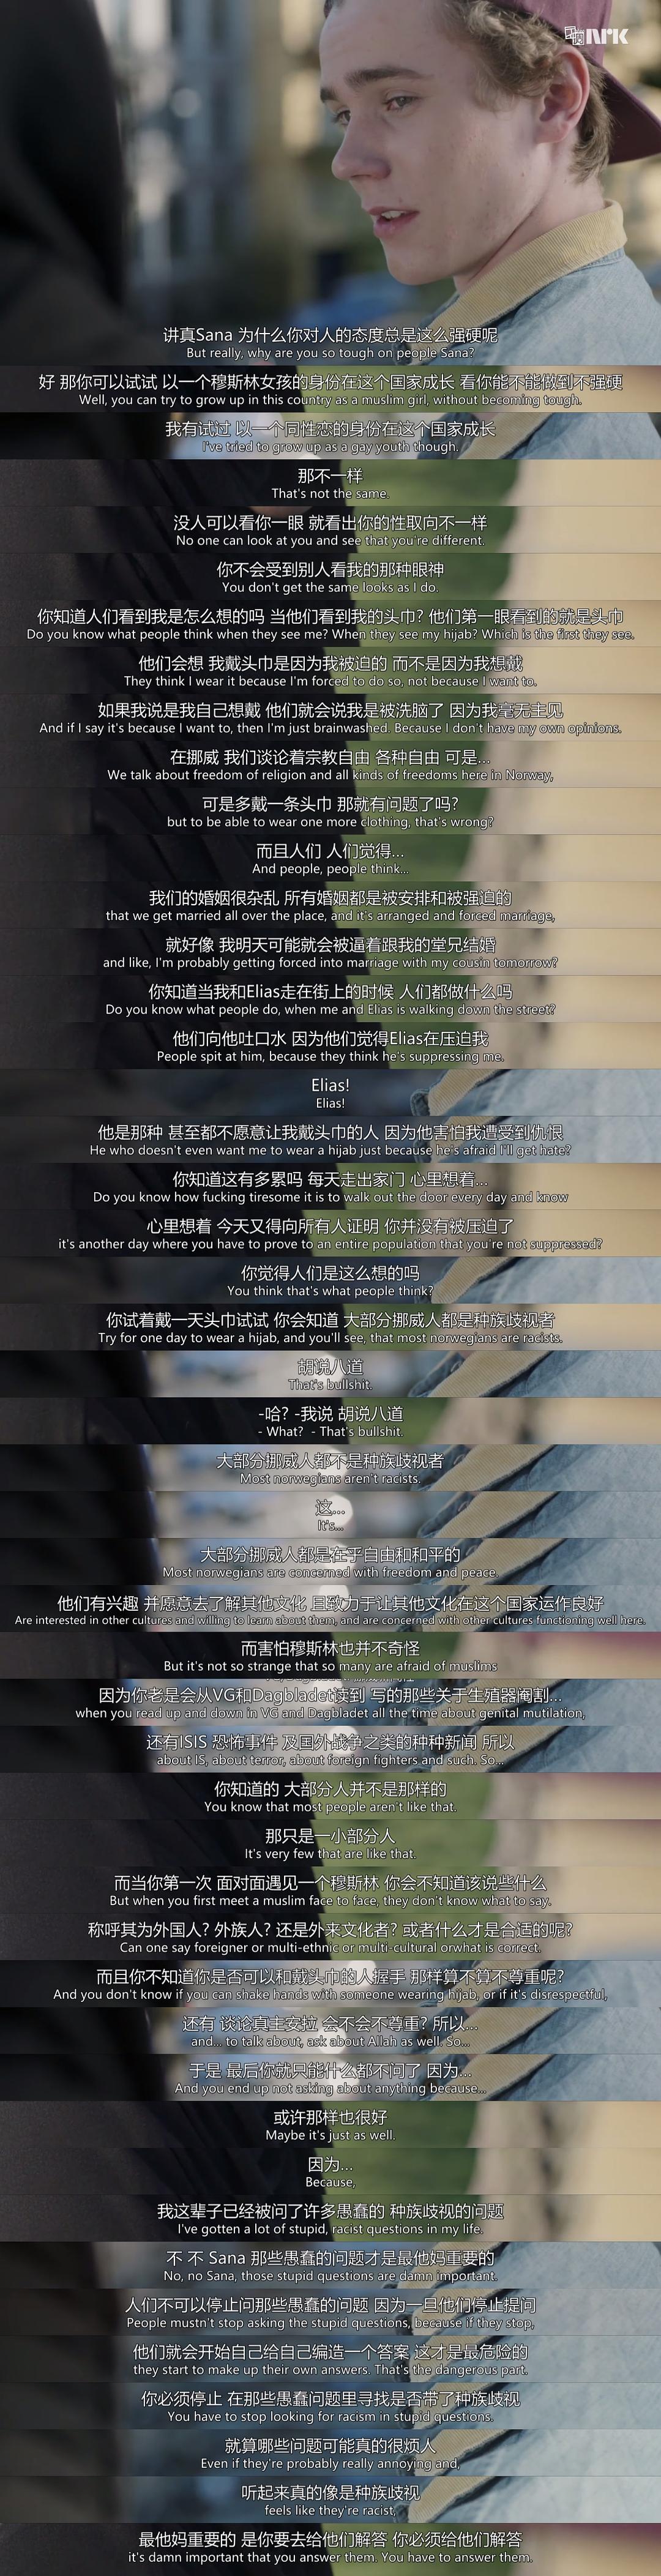 nrk
讲真Sana 为什么你对人的态度总是这么强硬呢
But really, why are you so tough on people Sana?
好 那你可以试试 以一个穆斯林女孩的身份在这个国家成长 看你能不能做到不强硬
Well, you can try to grow up in this country as a muslim girl, without becoming tough.
我有试过 以一个同性恋的身份在这个国家成长
I've tried to grow up as a gay youth though.
那不一样
That's not the same.
没人可以看你一眼 就看出你的性取向不一样
No one can look at you and see that you're different.
你不会受到别人看我的那种眼神
You don't get the same looks as I do.
你知道人们看到我是怎么想的吗 当他们看到我的头巾? 他们第一眼看到的就是头巾
Do you know what people think when they see me? When they see my hijab? Which is the first they see.
他们会想 我戴头巾是因为我被迫的 而不是因为我想戴
They think I wear it because I'm forced to do so, not because I want to.
如果我说是我自己想戴 他们就会说我是被洗脑了 因为我毫无主见
And if I say it's because I want to, then I'm just brainwashed. Because I don't have my own opinions.
在挪威 我们谈论着宗教自由 各种自由 可是...
We talk about freedom of religion and all kinds of freedoms here in Norway,
可是多戴一条头巾 那就有问题了吗?
but to be able to wear one more clothing, that's wrong?
而且人们 人们觉得...
And people, people think...
我们的婚姻很杂乱 所有婚姻都是被安排和被强迫的
that we get married all over the place, and it's arranged and forced marriage,
就好像 我明天可能就会被逼着跟我的堂兄结婚
and like, I'm probably getting forced into marriage with my cousin tomorrow?
你知道当我和Elias走在街上的时候 人们都做什么吗
Do you know what people do, when me and Elias is walking down the street?
他们向他吐口水 因为他们觉得Elias在压迫我
People spit at him, because they think he's suppressing me.
Elias!
Elias!
他是那种 甚至都不愿意让我戴头巾的人 因为他害怕我遭受到仇恨
He who doesn't even want me to wear a hijab just because he's afraid I'll get hate?
你知道这有多累吗 每天走出家门 心里想着...
Do you know how fucking tiresome it is to walk out the door every day and know
心里想着 今天又得向所有人证明 你并没有被压迫了
it's another day where you have to prove to an entire population that you're not suppressed?
你觉得人们是这么想的吗
You think that's what people think?
你试着戴一天头巾试试 你会知道 大部分挪威人都是种族歧视者
Try for one day to wear a hijab, and you'll see, that most norwegians are racists.
胡说八道
That's bullshit.
-哈? -我说 胡说八道
- What? - That's bullshit.
大部分挪威人都不是种族歧视者
Most norwegians aren't racists.
这...
It's...
大部分挪威人都是在乎自由和和平的
Most norwegians are concerned with freedom and peace
他们有兴趣 并愿意去了解其他文化 且致力于让其他文化在这个国家运作良好
Are interested in other cultures and willing to learn about them, and are concerned with other cultures functioning well here.
而害怕穆斯林也并不奇怪
But it's not so strange that so many are afraid of muslims
因为你老是会从VG和Dagbladet读到 写的那些关于生殖器阉割...
when you read up and down in VG and Dagbladet all the time about genital mutilation,
还有ISIS 恐怖事件 及国外战争之类的种种新闻 所以
about IS, about terror, about foreign fighters and such. So...
你知道的 大部分人并不是那样的
You know that most people aren't like that.
那只是一小部分人
It's very few that are like that.
而当你第一次 面对面遇见一个穆斯林 你会不知道该说些什么
But when you first meet a muslim face to face, they don't know what to say.
称呼其为外国人? 外族人? 还是外来文化者? 或者什么才是合适的呢?
Can one say foreigner or multi-ethnic or multi-cultural orwhat is correct.
而且你不知道你是否可以和戴头巾的人握手 那样算不算不尊重呢?
And you don't know if you can shake hands with someone wearing hijab, or if it's disrespectful,
还有 谈论真主安拉 会不会不尊重? 所以...
and... to talk about, ask about Allah as well. So...
于是 最后你就只能什么都不问了 因为...
And you end up not asking about anything because...
或许那样也很好
Maybe it's just as well.
因为...
Because,
我这辈子已经被问了许多愚蠢的 种族歧视的问题
I've gotten a lot of stupid, racist questions in my life.
不 不 Sana 那些愚蠢的问题才是最他妈重要的
No, no Sana, those stupid questions are damn important.
人们不可以停止问那些愚蠢的问题 因为一旦他们停止提问
People mustn't stop asking the stupid questions, because if they stop,
他们就会开始自己给自己编造一个答案 这才是最危险的
they start to make up their own answers. That's the dangerous part.
你必须停止 在那些愚蠢问题里寻找是否带了种族歧视
You have to stop looking for racism in stupid questions.
就算哪些问题可能真的很烦人
Even if they're probably really annoying and,
听起来真的像是种族歧视
feels like they're racist,
最他妈重要的 是你要去给他们解答 你必须给他们解答
it's damn important that you answer them. You have to answer them.